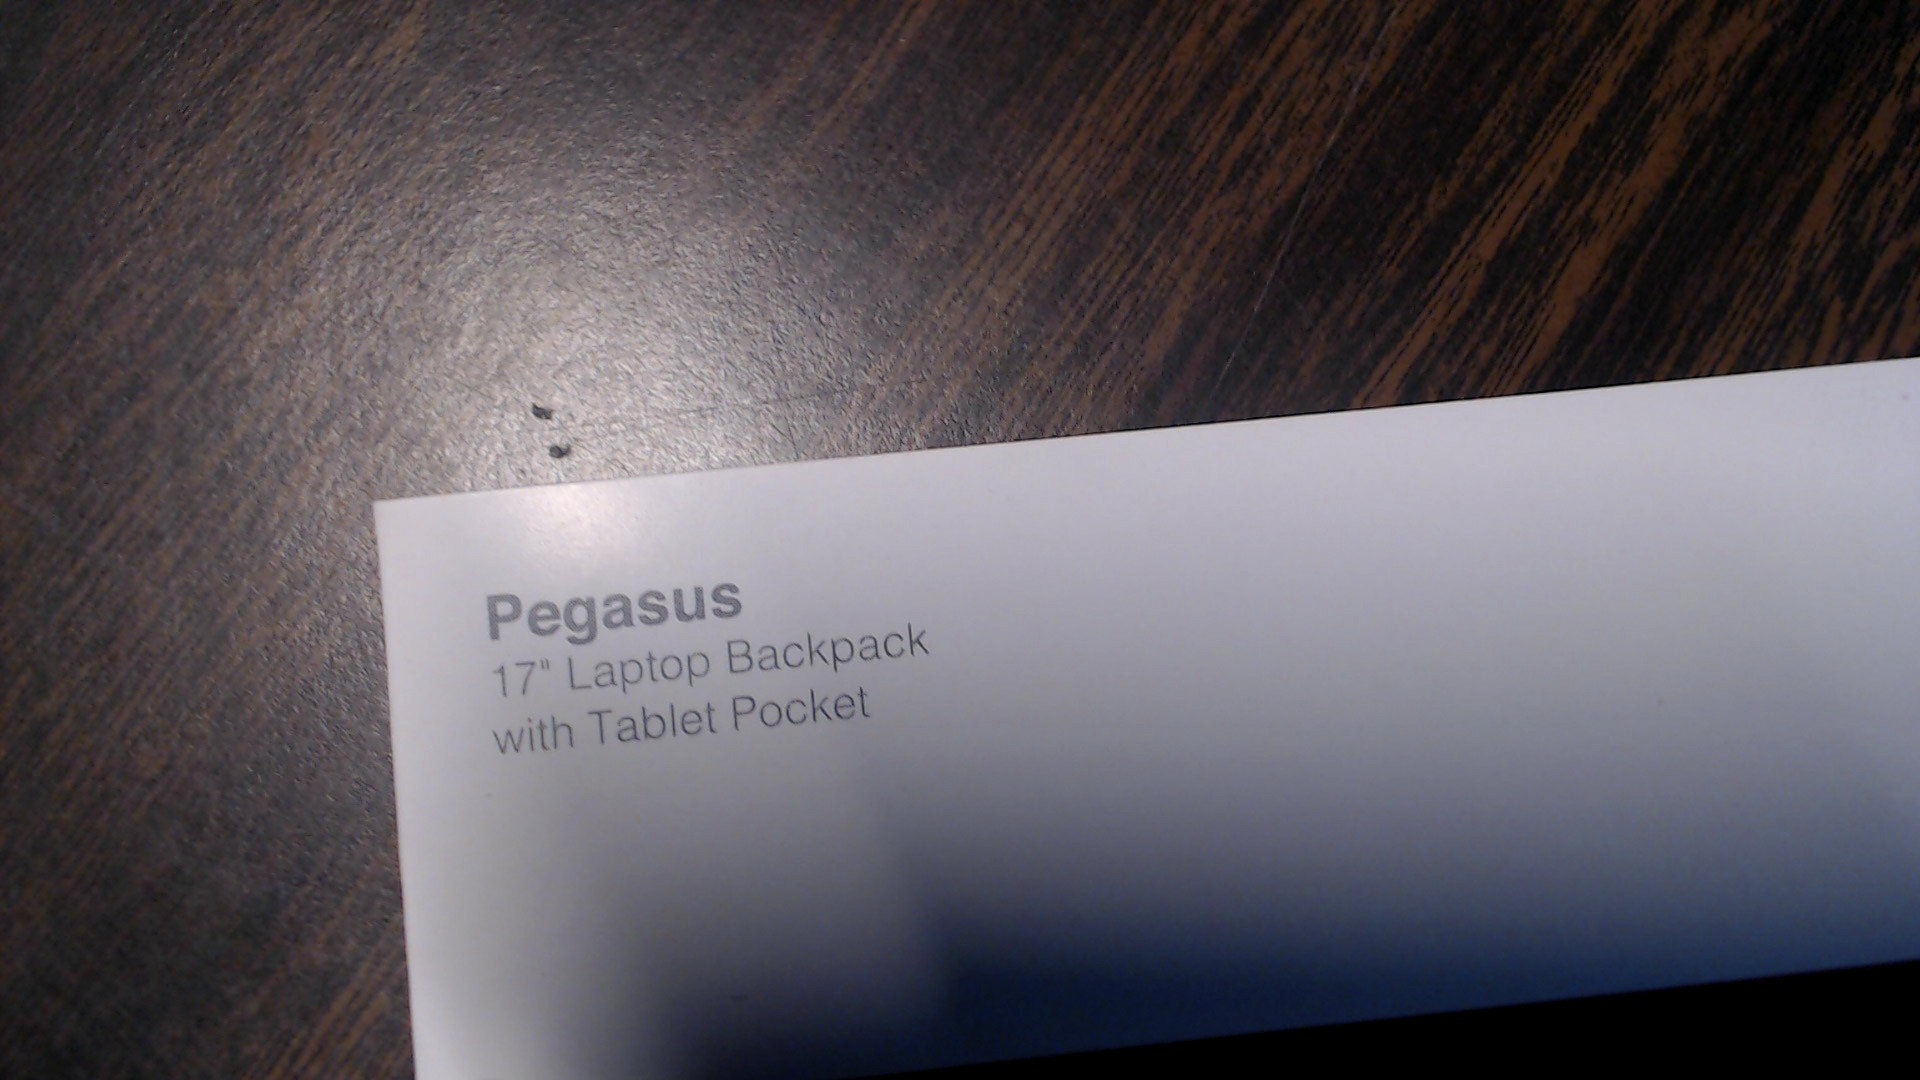 Pegasus
17" Laptop Backpack
with Tablet Pocket